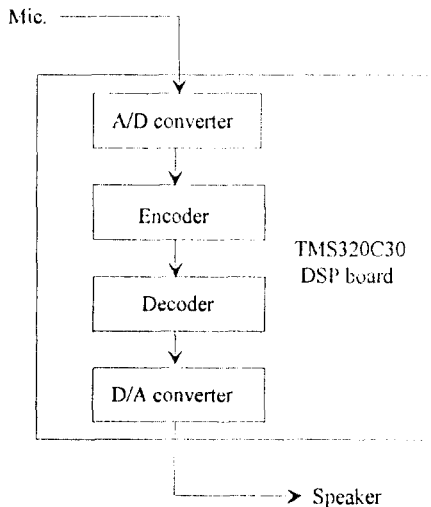 Mic.
A/D converter
Encoder
TMS320C30
DSP board
Decoder
D/A converter
Speaker